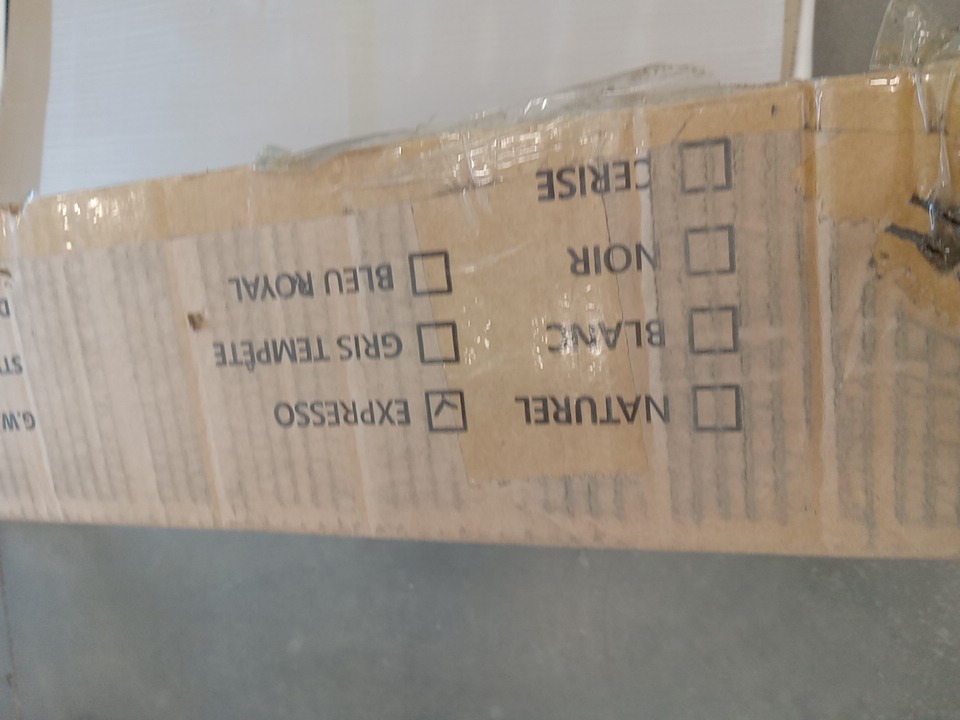 NATUREL EXPRESSO G.W.
BLANC GRIS TEMPÊTE
NOIR BLEU ROYAL
CERISE